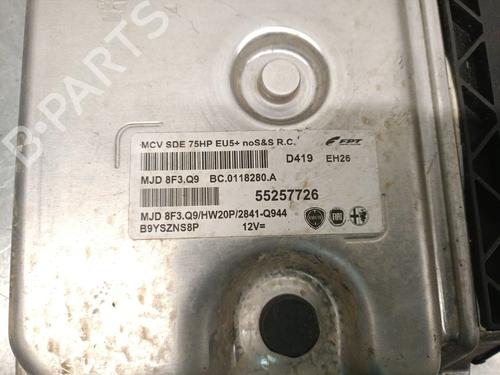 B-PARTS
MCV SDE 75HP EU5+ noS&S R.C.
FPT
D419 EH26
MJD 8F3.Q9 BC.0118280.A
55257726
MJD 8F3.Q9/HW20P/2841-Q944
B9YSZNS8P 12V=
FIAT